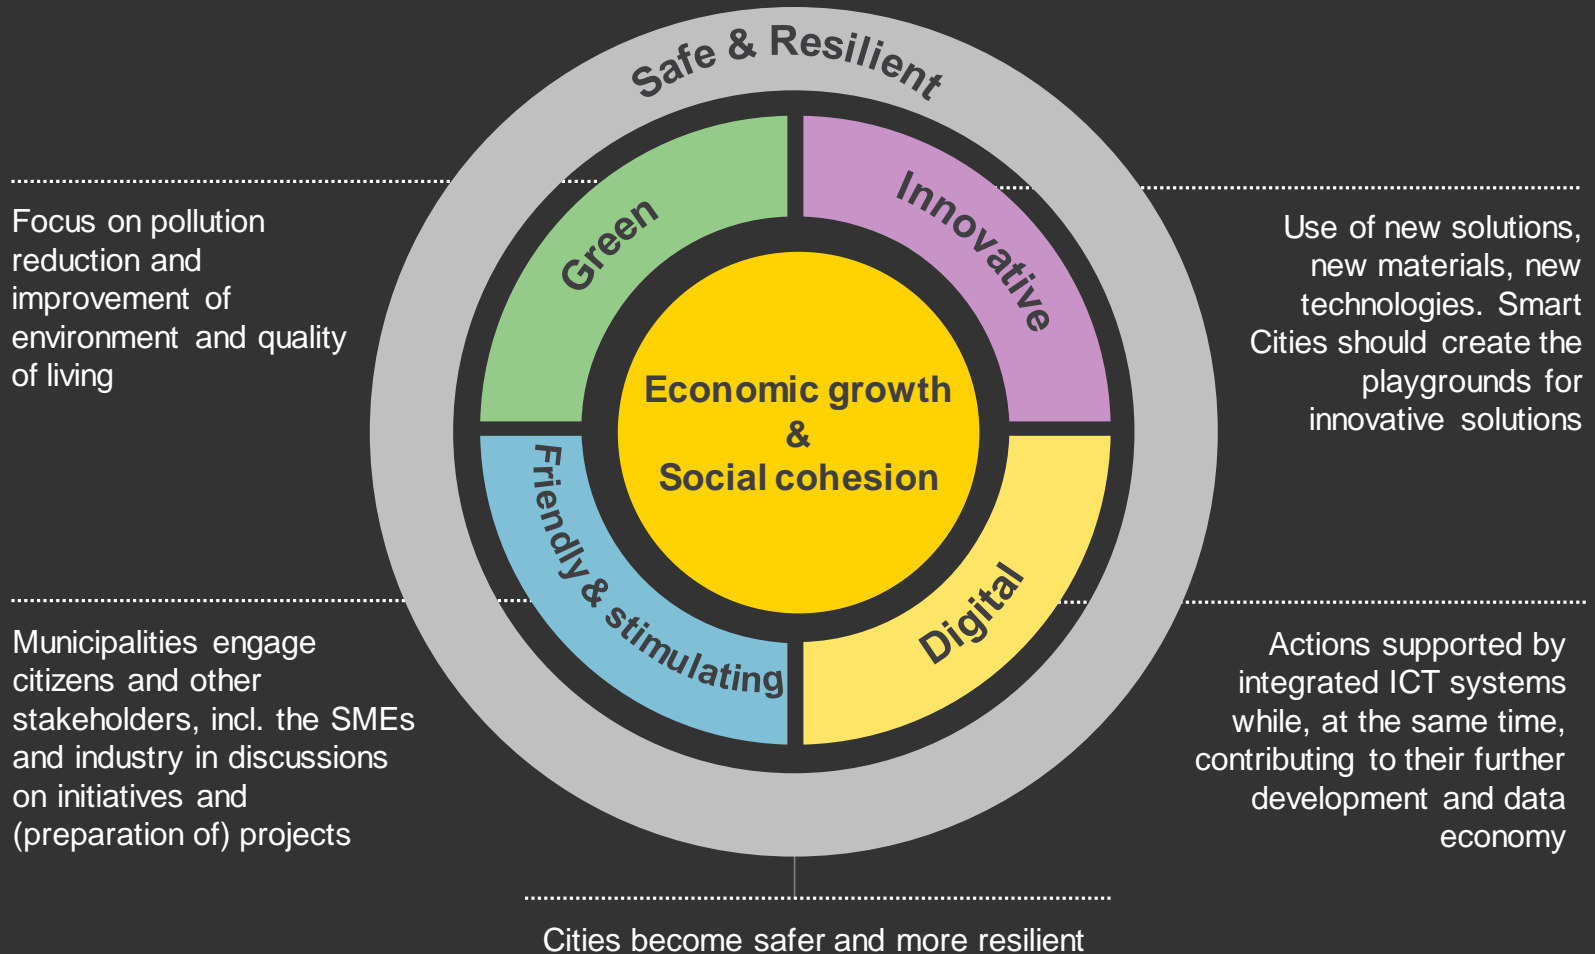 Safe & Resilient
Green
Innovative
Focus on pollution
reduction and
improvement of
environment and quality
of living
Use of new solutions,
new materials, new
technologies. Smart
Cities should create the
playgrounds for
innovative solutions
Economic growth
&
Social cohesion
Friendly & stimulating
Digital
Municipalities engage
citizens and other
stakeholders, incl. the SMEs
and industry in discussions
on initiatives and
(preparation of) projects
Actions supported by
integrated ICT systems
while, at the same time,
contributing to their further
development and data
economy
Cities become safer and more resilient